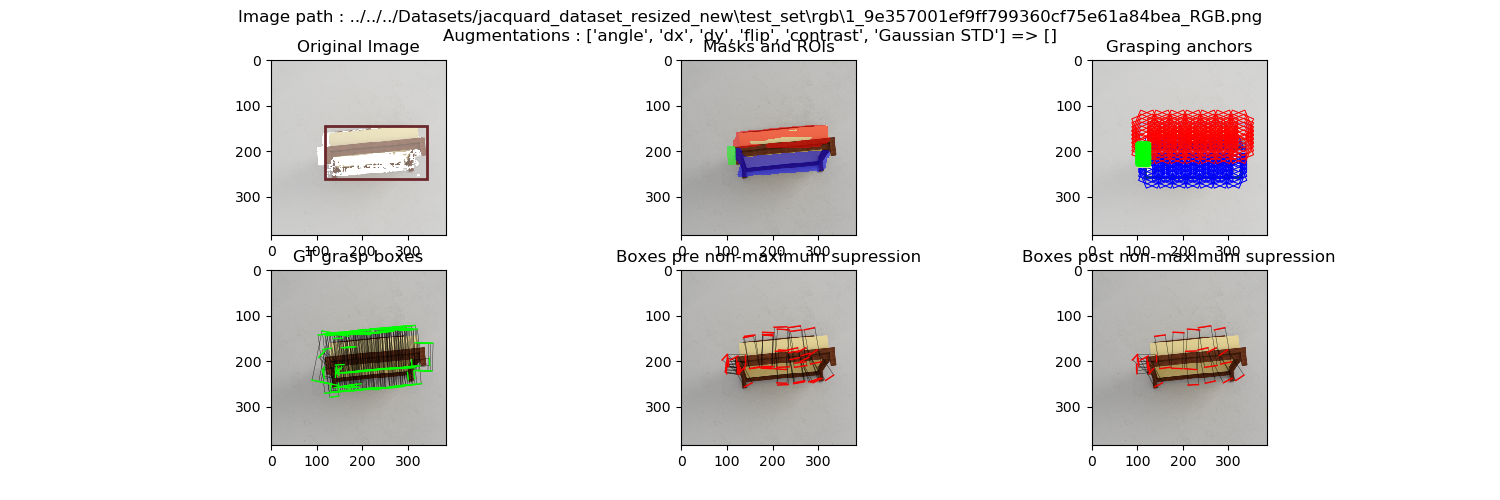 Image path : ../../../Datasets/jacquard_dataset_resized_new\test_set\rgb\1_9e357001ef9ff799360cf75e61a84bea_RGB.png
Augmentations : ['angle', 'dx', 'dy', 'flip', 'contrast', 'Gaussian STD'] => []
Original Image
Masks and ROIs
Grasping anchors
0
100
200
300
0 100 200 300
0
100
200
300
0 100 200 300
0
100
200
300
0 100 200 300
GT grasp boxes
Boxes pre non-maximum supression
Boxes post non-maximum supression
0
100
200
300
0 100 200 300
0
100
200
300
0 100 200 300
0
100
200
300
0 100 200 300